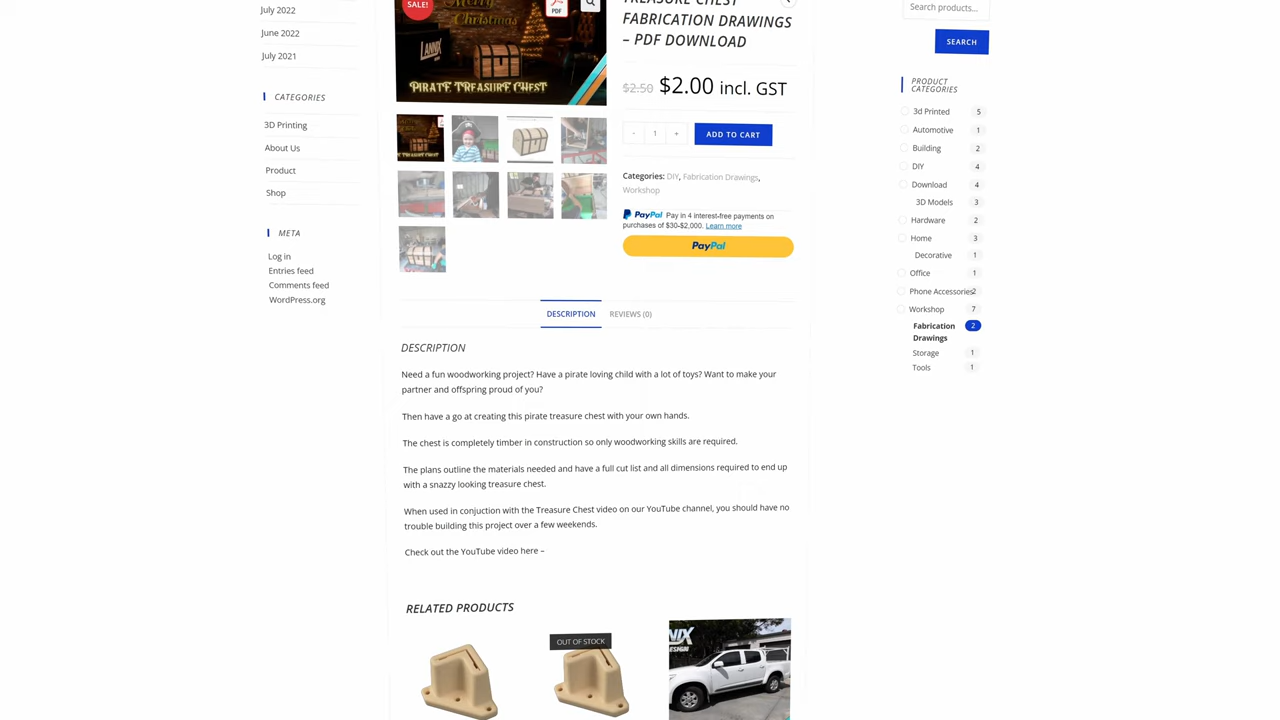 July 2022
June 2022
July 2021
CATEGORIES
3D Printing
About Us
Product
Shop
META
Log in
Entries feed
Comments feed
WordPress.org
SALE!
PDF
Merry
Christmas
LANNIX
PIRATE TREASURE CHEST
TREASURE CHEST
FABRICATION DRAWINGS
– PDF DOWNLOAD
$2.50 $2.00 incl. GST
- 1 +
ADD TO CART
Categories: DIY, Fabrication Drawings,
Workshop
PayPal Pay in 4 interest-free payments on
purchases of $30-$2,000. Learn more
PayPal
DESCRIPTION
REVIEWS (0)
DESCRIPTION
Need a fun woodworking project? Have a pirate loving child with a lot of toys? Want to make your
partner and offspring proud of you?
Then have a go at creating this pirate treasure chest with your own hands.
The chest is completely timber in construction so only woodworking skills are required.
The plans outline the materials needed and have a full cut list and all dimensions required to end up
with a snazzy looking treasure chest.
When used in conjuction with the Treasure Chest video on our YouTube channel, you should have no
trouble building this project over a few weekends.
Check out the YouTube video here –
RELATED PRODUCTS
OUT OF STOCK
Search products...
SEARCH
PRODUCT
CATEGORIES
3d Printed 5
Automotive 1
Building 2
DIY 4
Download 4
3D Models 3
Hardware 2
Home 3
Decorative 1
Office 1
Phone Accessories 2
Workshop 7
Fabrication 2
Drawings
Storage 1
Tools 1